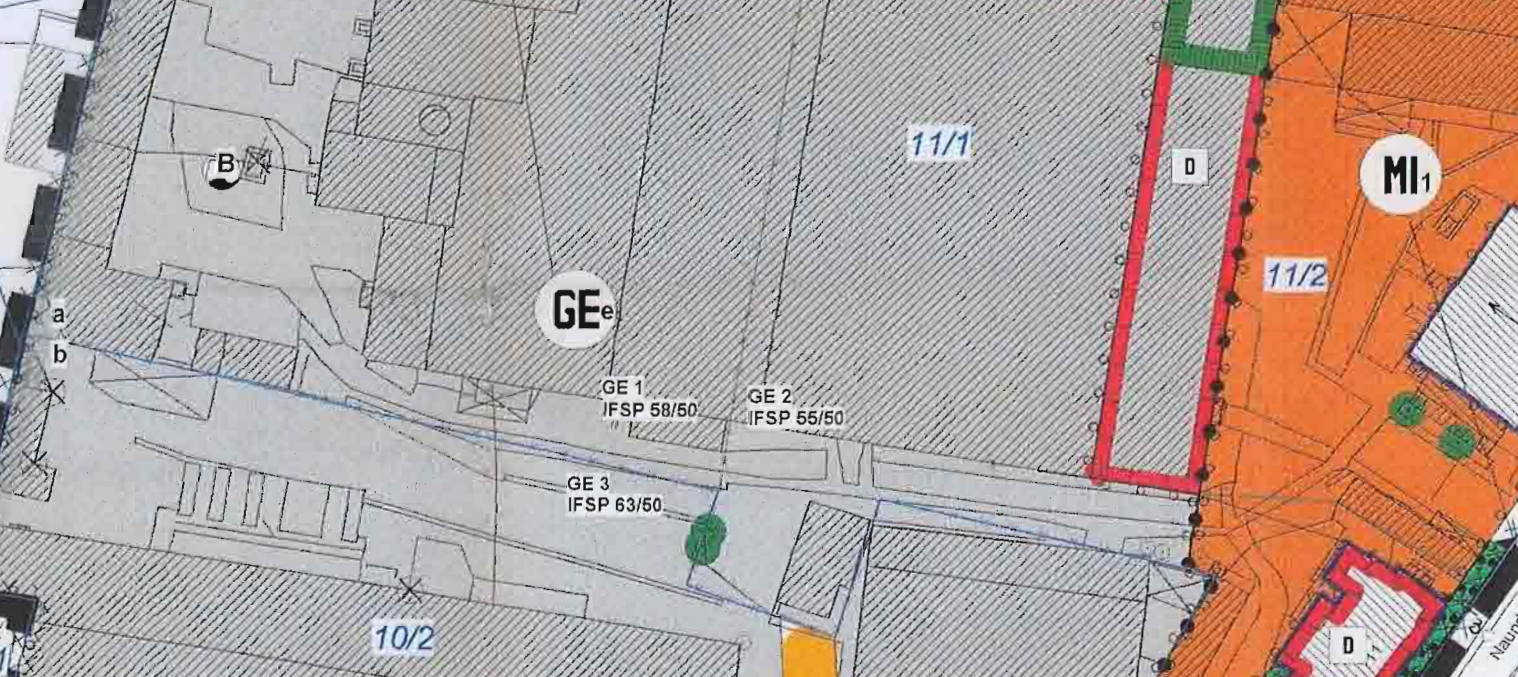 11/1
D
B
MI1
11/2
GEe
a
b
GE 1
IFSP 58/50
GE 2
IFSP 55/50
GE 3
IFSP 63/50
10/2
D
11